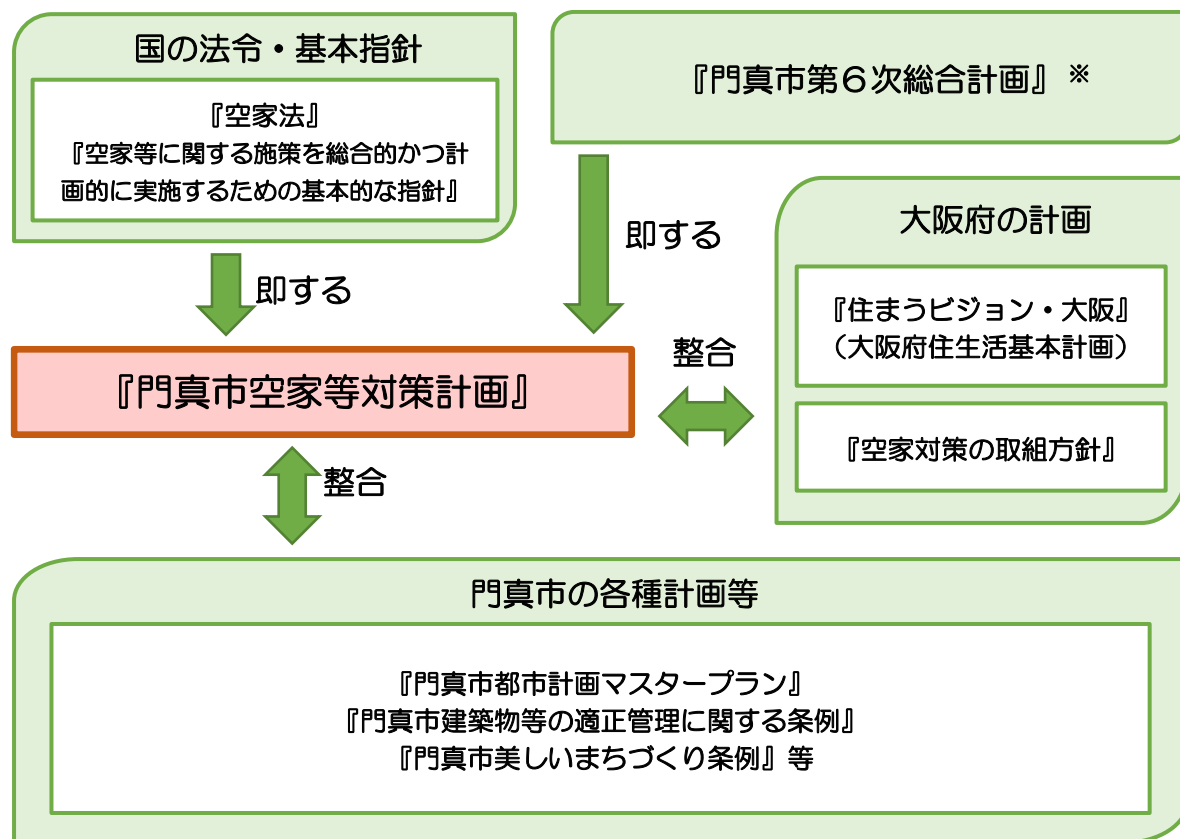 国の法令・基本指針
『空家法』
『空家等に関する施策を総合的かつ計
画的に実施するための基本的な指針』
『門真市第６次総合計画』※
即する
即する
大阪府の計画
『住まうビジョン・大阪』
（大阪府住生活基本計画）
『空家対策の取組方針』
整合
『門真市空家等対策計画』
整合
門真市の各種計画等
『門真市都市計画マスタープラン』
『門真市建築物等の適正管理に関する条例』
『門真市美しいまちづくり条例』等